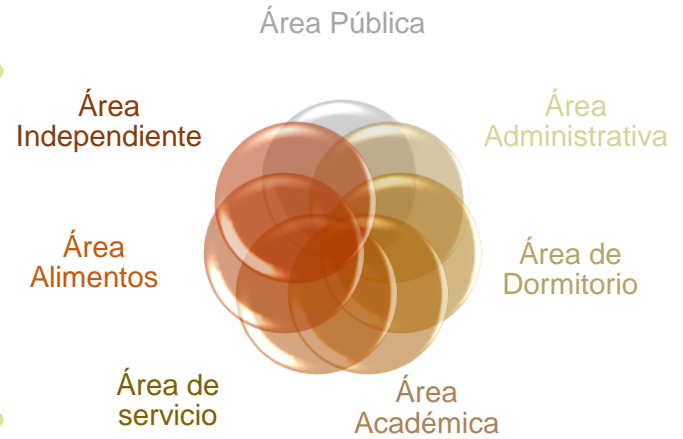 Área Pública
Área
Administrativa
Área de
Dormitorio
Área
Académica
Área de
servicio
Área
Alimentos
Área
Independiente